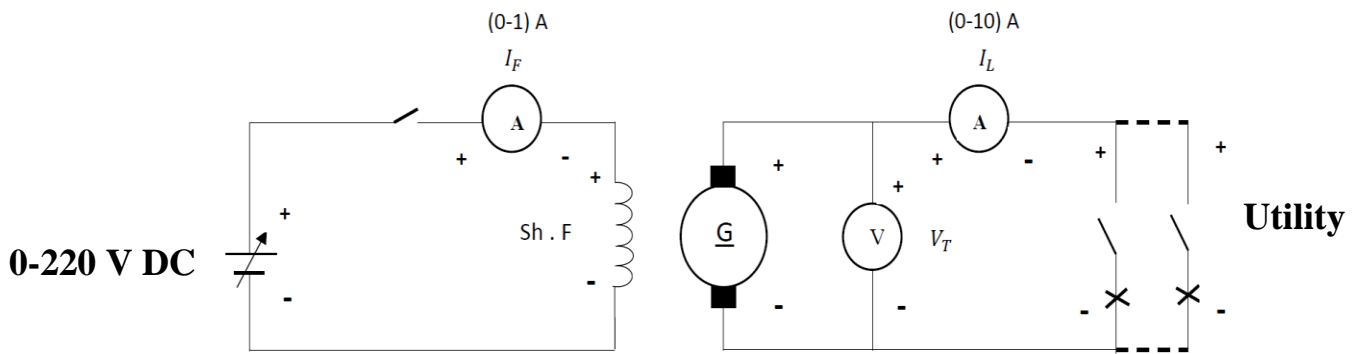 (0-1) A
I_F
A
+ -
+
Sh . F
-
+
0-220 V DC
-
(0-10) A
I_L
A
+ -
+
G
-
+
V
V_T
-
+
-
+
-
Utility